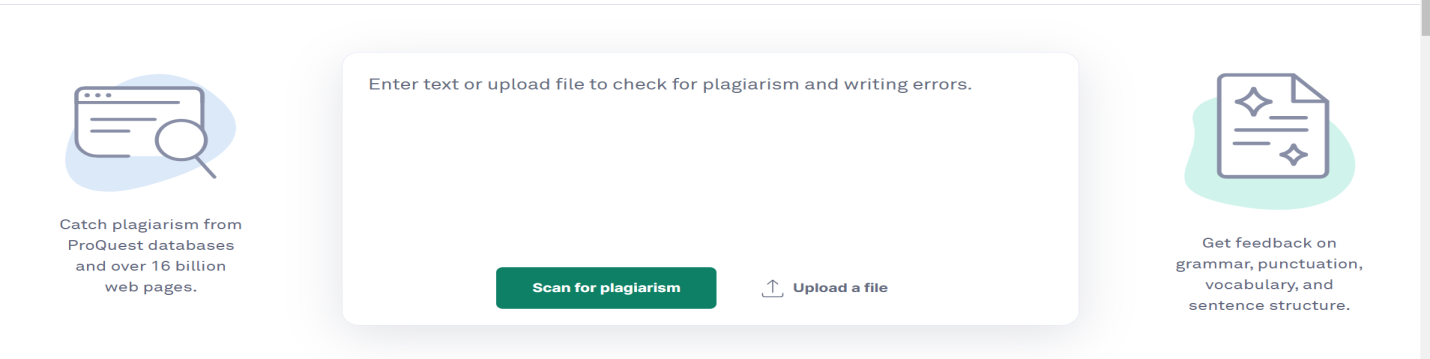 Catch plagiarism from
ProQuest databases
and over 16 billion
web pages.
Enter text or upload file to check for plagiarism and writing errors.
Scan for plagiarism
Upload a file
Get feedback on
grammar, punctuation,
vocabulary, and
sentence structure.